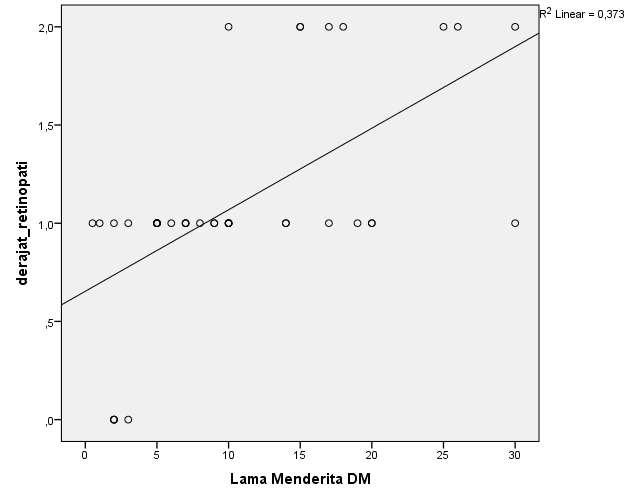 R² Linear = 0,373
2,0
1,5
1,0
,5
,0
derajat_retinopati
0 5 10 15 20 25 30
Lama Menderita DM